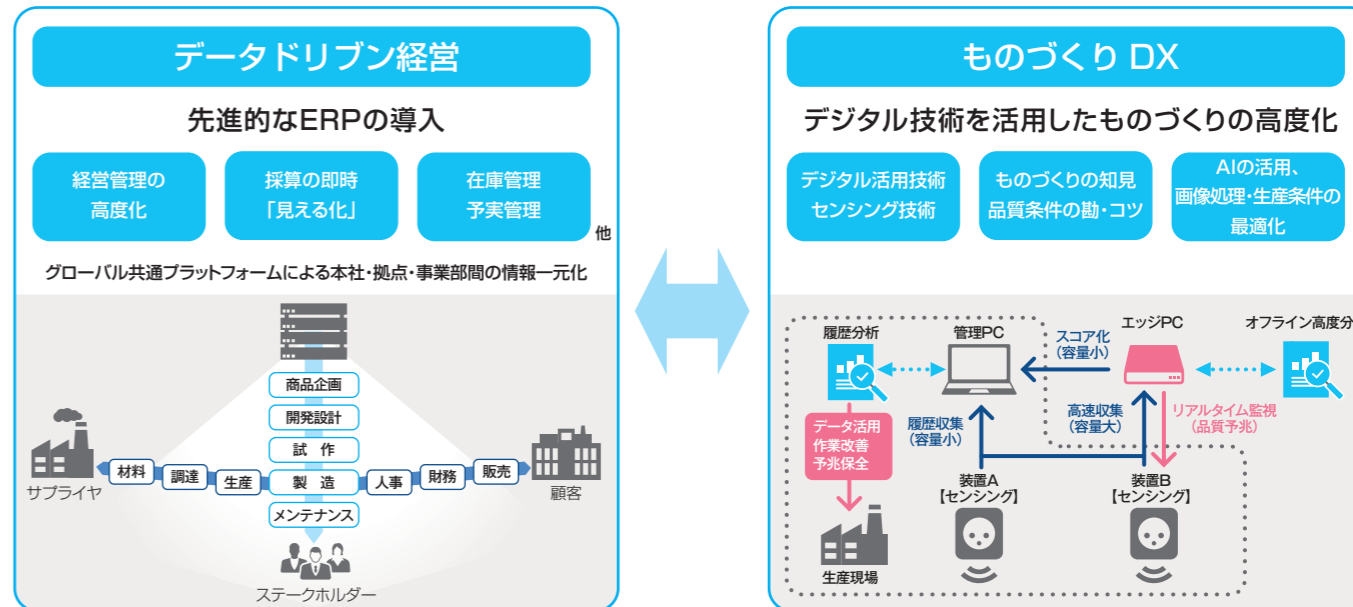 データドリブン経営
先進的なERPの導入
経営管理の
高度化
採算の即時
「見える化」
在庫管理
予実管理
他
グローバル共通プラットフォームによる本社・拠点・事業部間の情報一元化
商品企画
開発設計
試 作
製 造
メンテナンス
材料
調達
生産
人事
財務
販売
サプライヤ
顧客
ステークホルダー
ものづくり DX
デジタル技術を活用したものづくりの高度化
デジタル活用技術
センシング技術
ものづくりの知見
品質条件の勘・コツ
AIの活用、
画像処理・生産条件の
最適化
履歴分析
管理PC
スコア化
(容量小)
エッジPC
オフライン高度分
データ活用
作業改善
予兆保全
履歴収集
(容量小)
高速収集
(容量大)
リアルタイム監視
(品質予兆)
装置A
【センシング】
装置B
【センシング】
生産現場